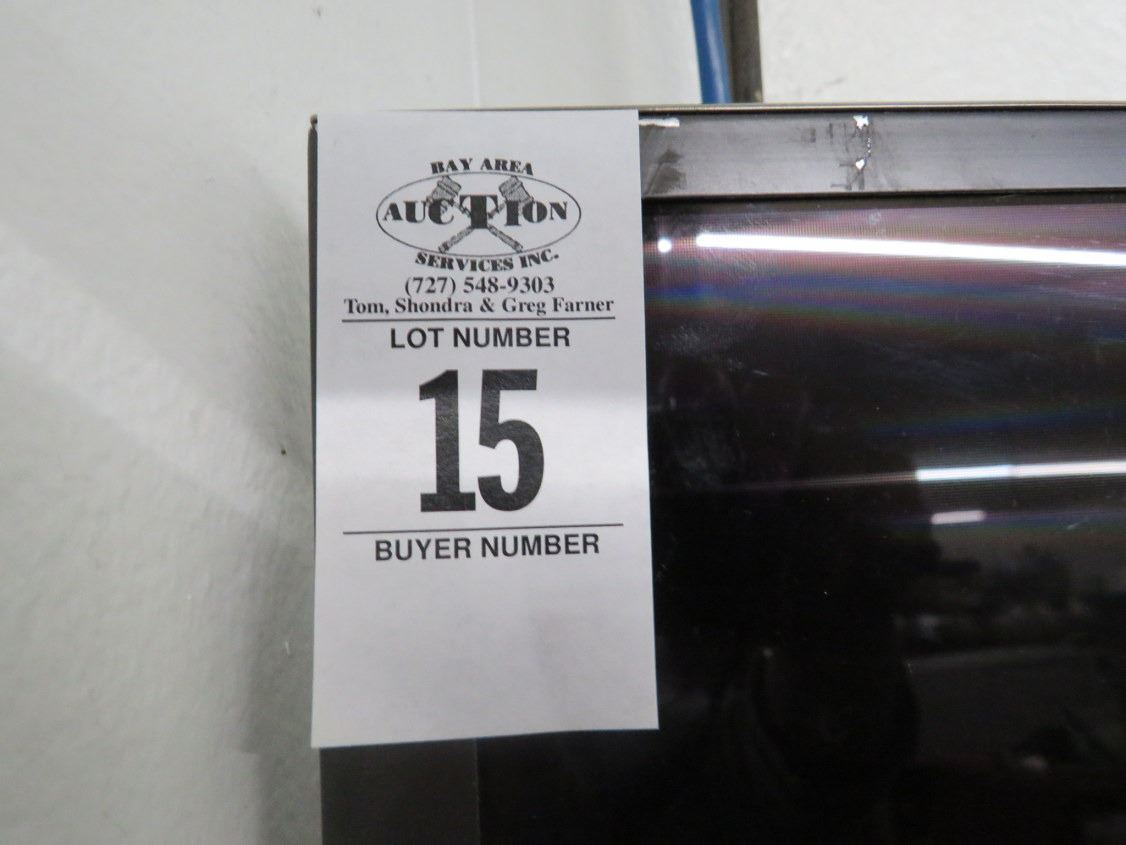 BAY AREA
AUCTION
SERVICES INC.
(727) 548-9303
Tom, Shondra & Greg Farner
LOT NUMBER
15
BUYER NUMBER